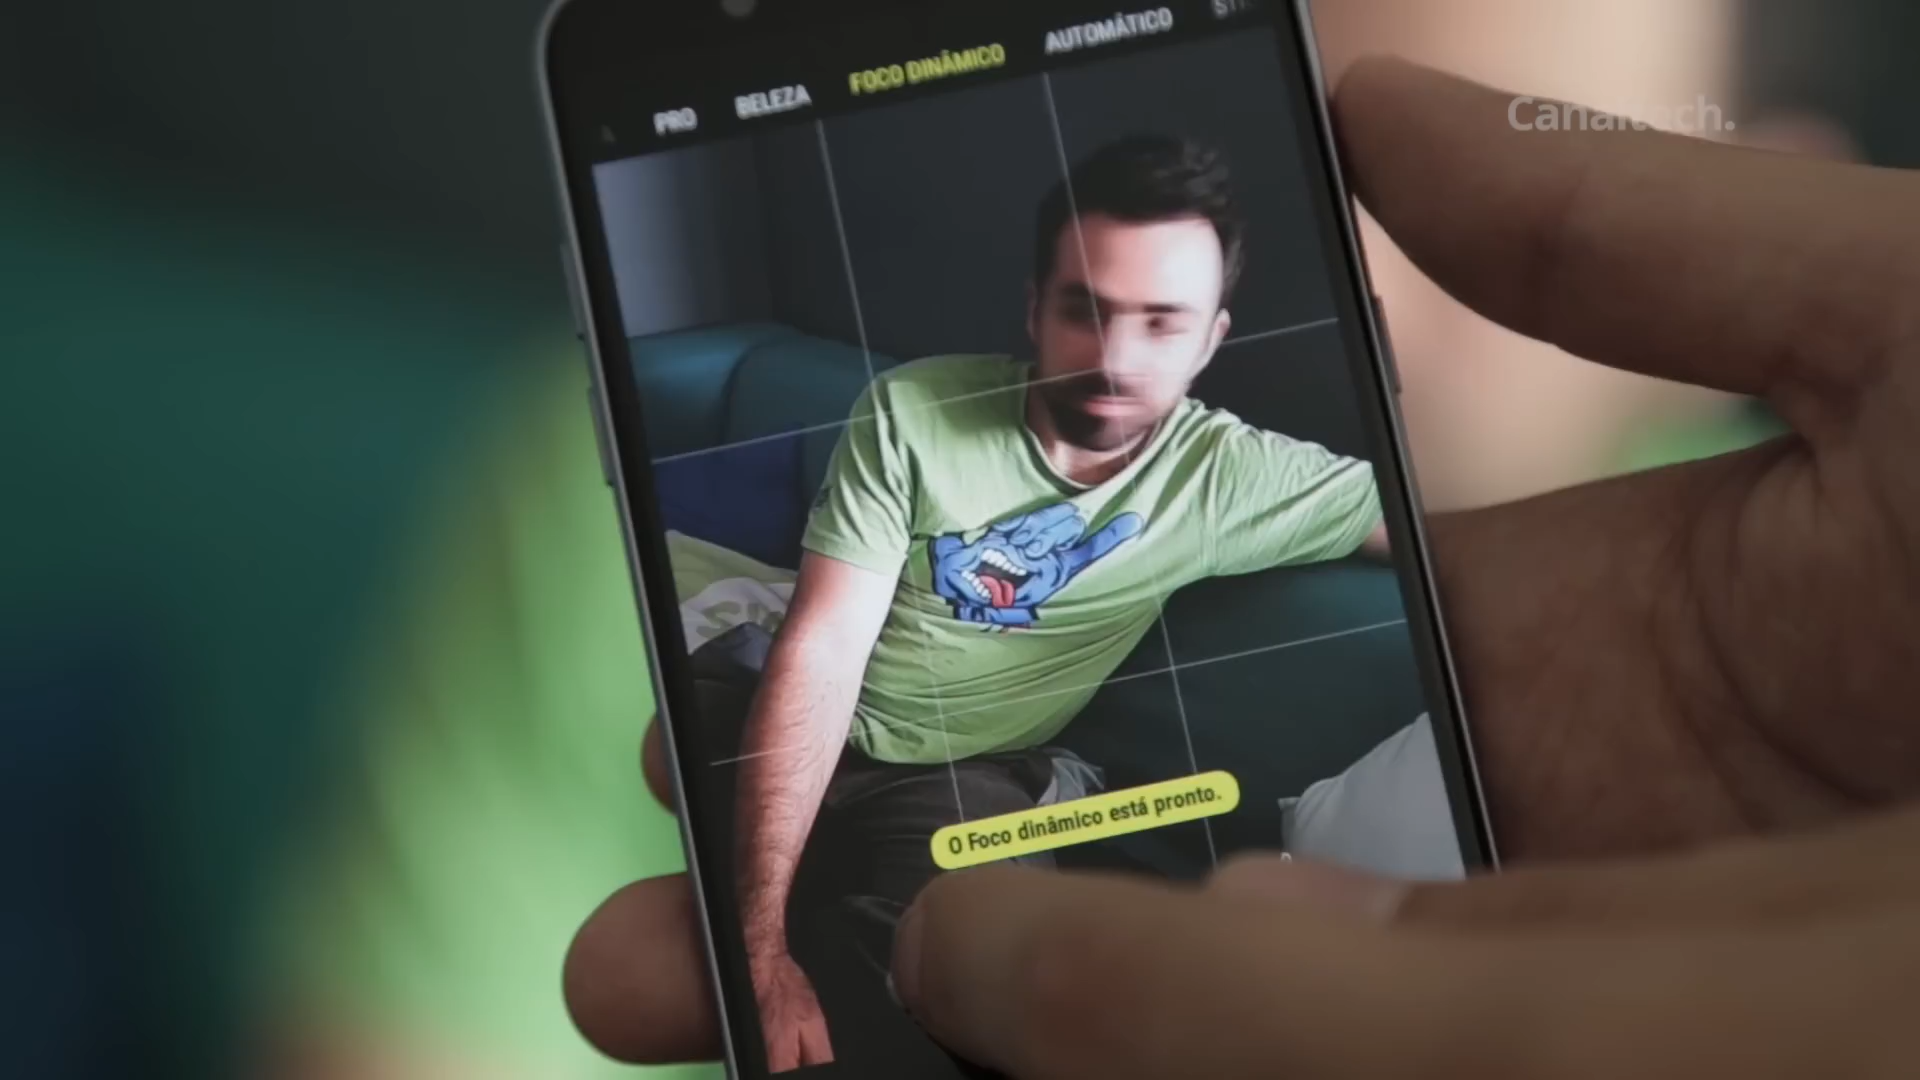 PRO BELEZA FOCO DINÂMICO AUTOMÁTICO
Canaltech.
O Foco dinâmico está pronto.